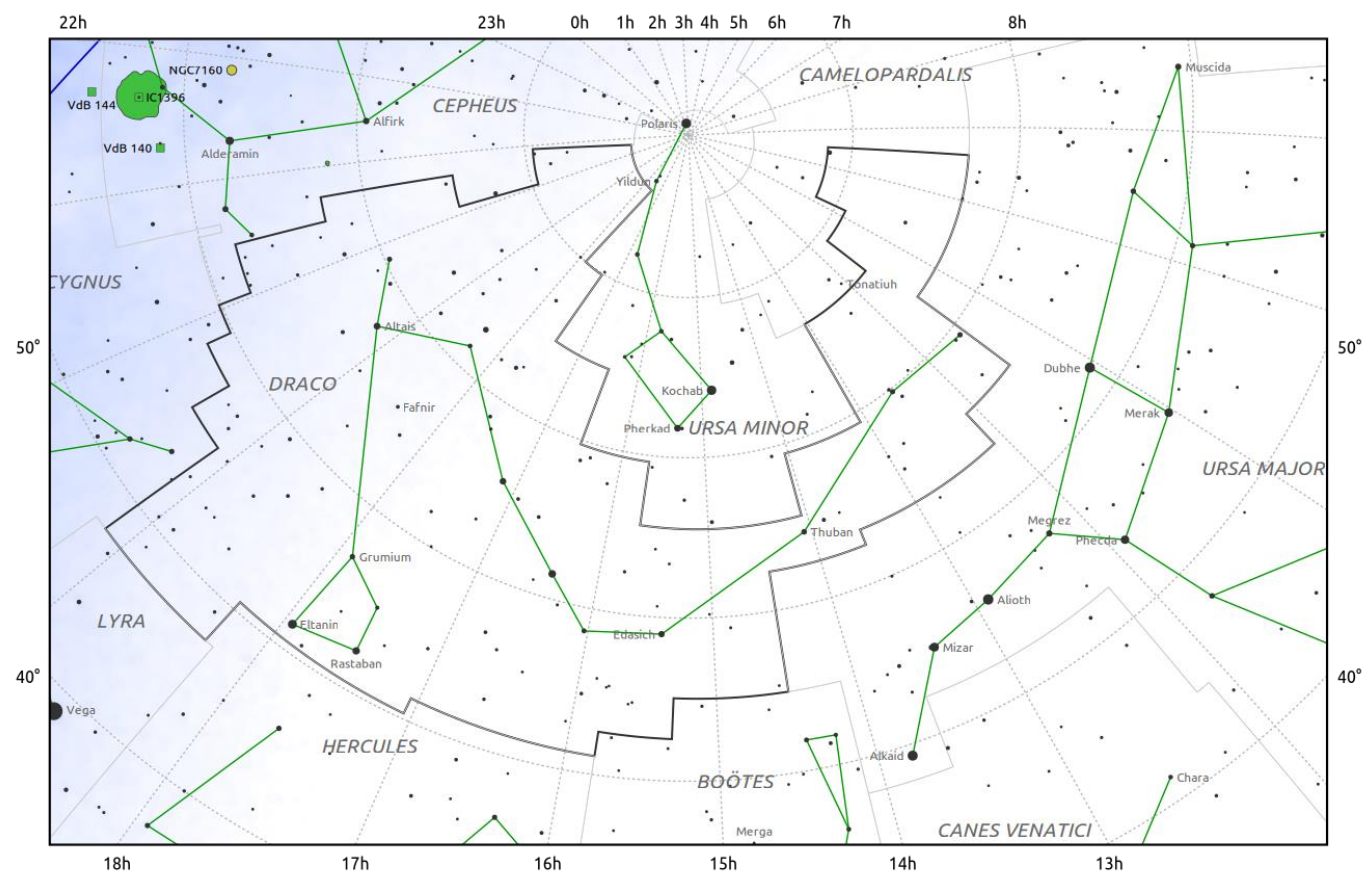 22h 23h 0h 1h 2h 3h 4h 5h 6h 7h 8h
NGC7160
CAMELOPARDALIS
Muscida
VdB 144
IC1396
CEPHEUS
Alfirk
Polaris
VdB 140
Alderamin
Yildun
CYGNUS
Tonatiuh
Altais
50°
50°
Dubhe
DRACO
Kochab
Fafnir
Merak
Pherkad
URSA MINOR
URSA MAJOR
Megrez
Thuban
Phecda
Grumium
Alioth
LYRA
Eltanin
Edasich
Mizar
Rastaban
40°
40°
Vega
HERCULES
Alkaid
BOÖTES
Chara
Merga
CANES VENATICI
18h 17h 16h 15h 14h 13h